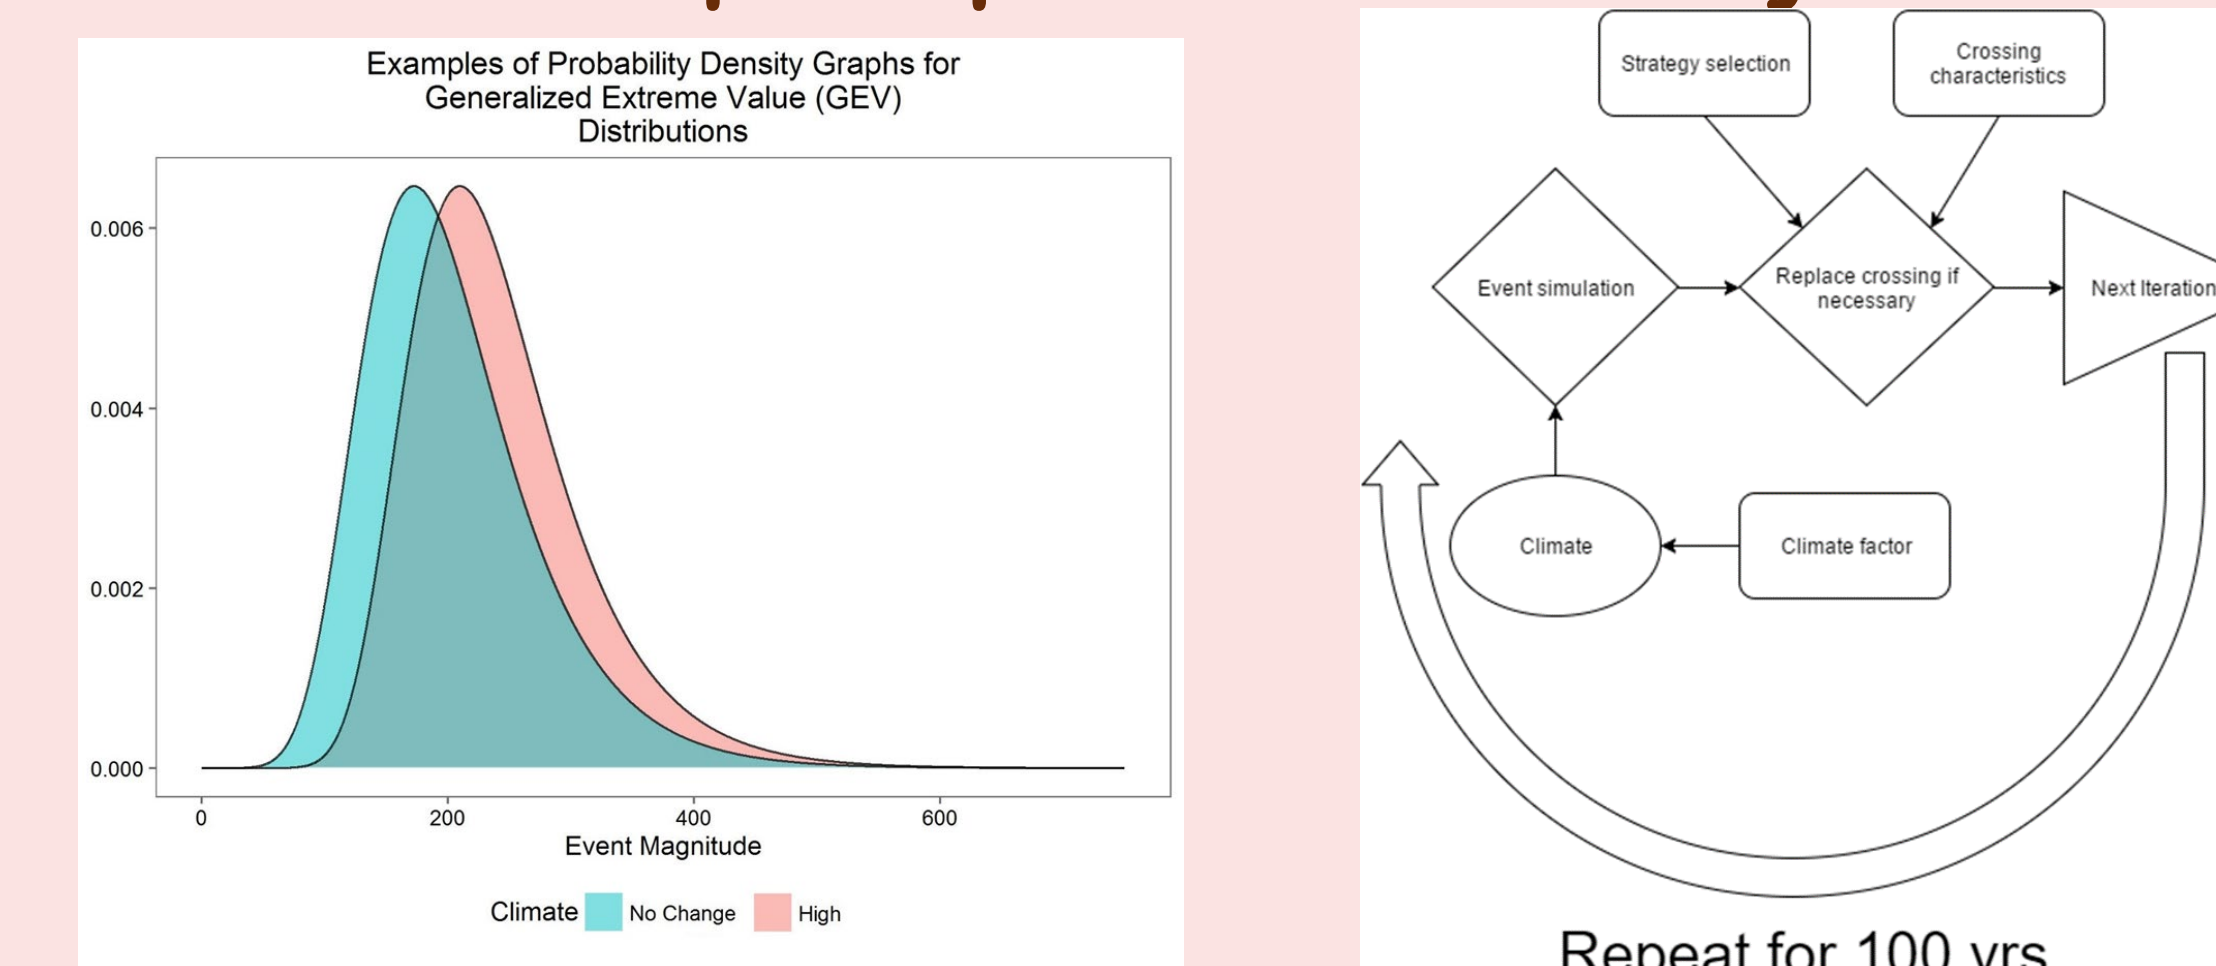 Examples of Probability Density Graphs for
Generalized Extreme Value (GEV)
Distributions
0.006
0.004
0.002
0.000
0
200
400
600
Event Magnitude
Climate
No Change
High
Strategy selection
Crossing
characteristics
Event simulation
Replace crossing if
necessary
Next Iteration
Climate
Climate factor
Repeat for 100 yrs